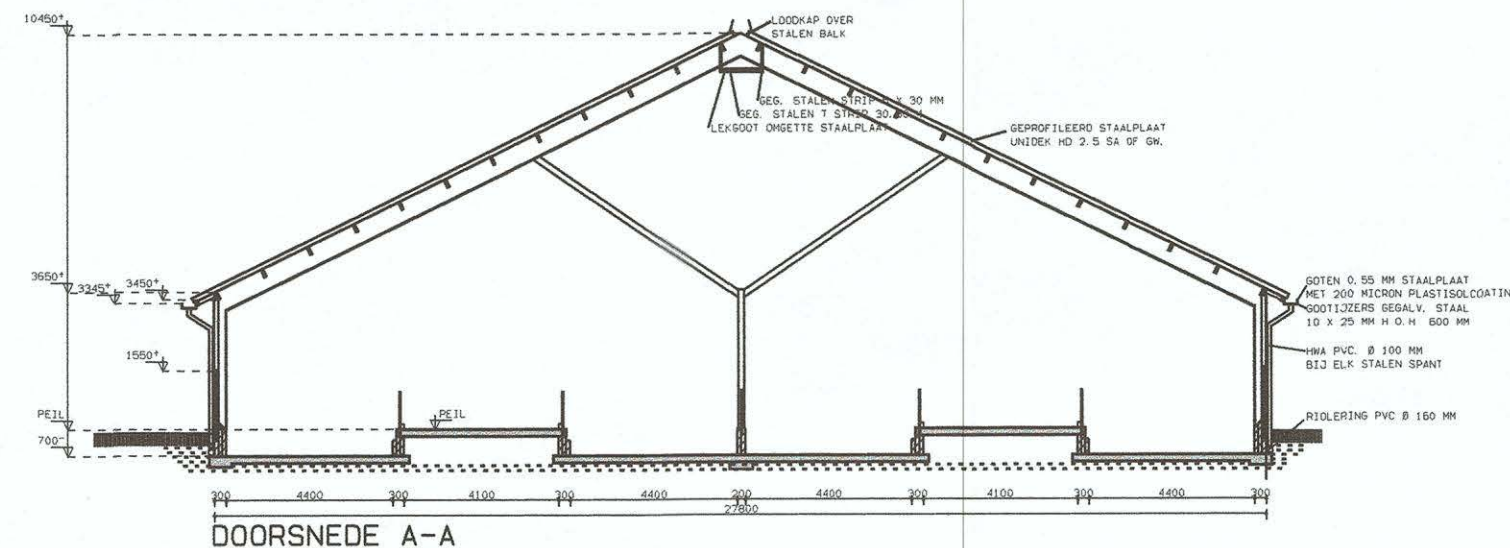 10450+
LOODKAP OVER
STALEN BALK
GEG. STALEN STRIP X 30 MM
GEG. STALEN T STRIP
LEKGOOT OMGETTE STAALPLAAT
GEPROFILEERD STAALPLAAT
UNIDEK HD 2.5 SA OF GW.
3650+
3345+
3450+
1550+
PEIL
PEIL
700-
GOTEN 0.55 MM STAALPLAAT
MET 200 MICRON PLASTISOLCOATIN
GOOTIJZERS GEGALV. STAAL
10 X 25 MM H.O.H 600 MM
HWA PVC. Ø 100 MM
BIJ ELK STALEN SPANT
RIOLERING PVC Ø 160 MM
300 4400 300 4100 300 4400 200 4400 300 4100 300 4400 300
27800
DOORSNEDE A-A